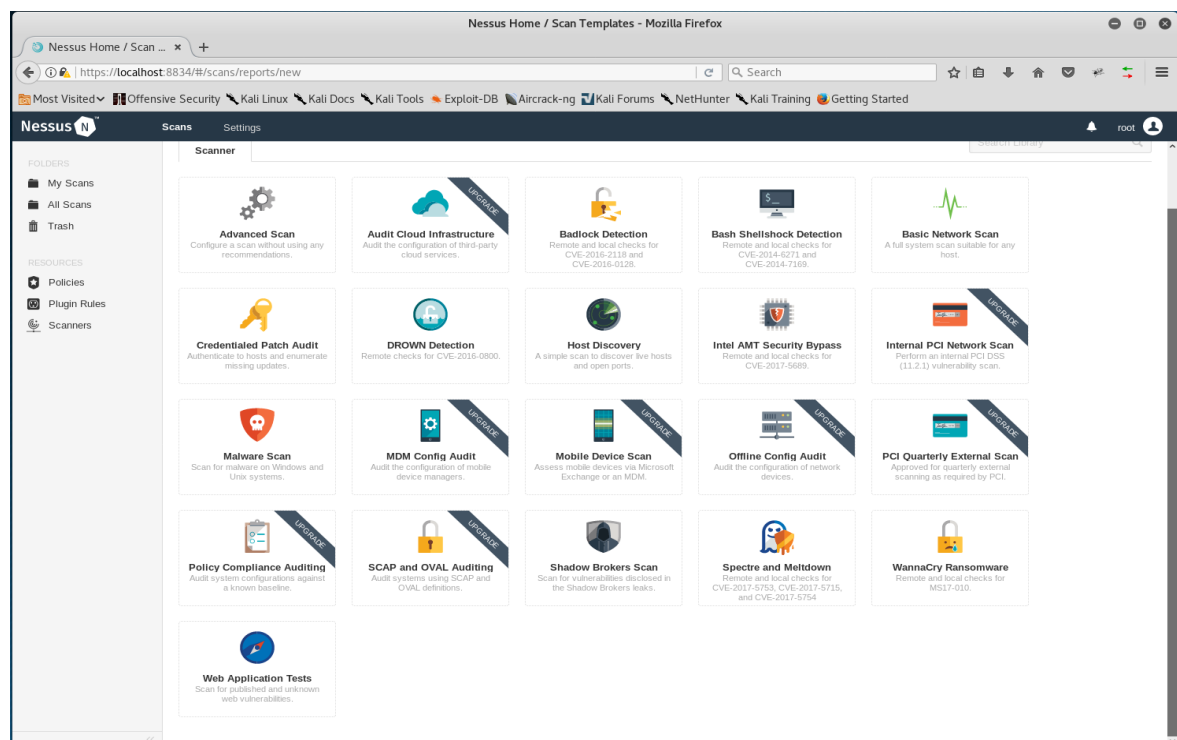 Nessus Home / Scan Templates - Mozilla Firefox
Nessus Home / Scan ... × +
https://localhost:8834/#/scans/reports/new
Search
Most Visited Offensive Security Kali Linux Kali Docs Kali Tools Exploit-DB Aircrack-ng Kali Forums NetHunter Kali Training Getting Started
Nessus N Scans Settings root
Scanner Search Library
FOLDERS
My Scans
All Scans
Trash
RESOURCES
Policies
Plugin Rules
Scanners
Advanced Scan
Configure a scan without using any
recommendations.
UPGRADE
Audit Cloud Infrastructure
Audit the configuration of third-party
cloud services.
Badlock Detection
Remote and local checks for
CVE-2016-2118 and
CVE-2016-0128.
$_
Bash Shellshock Detection
Remote and local checks for
CVE-2014-6271 and
CVE-2014-7169.
Basic Network Scan
A full system scan suitable for any
host.
Credentialed Patch Audit
Authenticate to hosts and enumerate
missing updates.
DROWN Detection
Remote checks for CVE-2016-0800.
Host Discovery
A simple scan to discover live hosts
and open ports.
Intel AMT Security Bypass
Remote and local checks for
CVE-2017-5689.
UPGRADE
Internal PCI Network Scan
Perform an internal PCI DSS
(11.2.1) vulnerability scan.
Malware Scan
Scan for malware on Windows and
Unix systems.
UPGRADE
MDM Config Audit
Audit the configuration of mobile
device managers.
UPGRADE
Mobile Device Scan
Assess mobile devices via Microsoft
Exchange or an MDM.
UPGRADE
Offline Config Audit
Audit the configuration of network
devices.
UPGRADE
PCI Quarterly External Scan
Approved for quarterly external
scanning as required by PCI.
UPGRADE
Policy Compliance Auditing
Audit system configurations against
a known baseline.
UPGRADE
SCAP and OVAL Auditing
Audit systems using SCAP and
OVAL definitions.
Shadow Brokers Scan
Scan for vulnerabilities disclosed in
the Shadow Brokers leaks.
Spectre and Meltdown
Remote and local checks for
CVE-2017-5753, CVE-2017-5715,
and CVE-2017-5754
WannaCry Ransomware
Remote and local checks for
MS17-010.
Web Application Tests
Scan for published and unknown
web vulnerabilities.